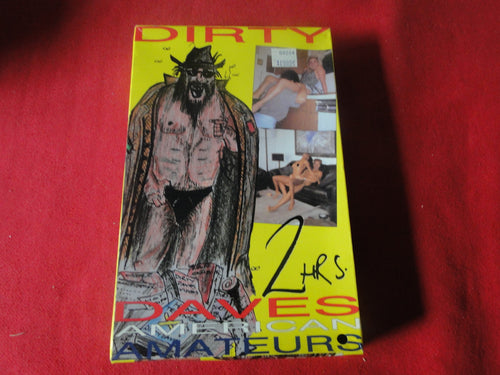 DIRTY
2 HRS.
DAVES
AMERICAN
AMATEURS